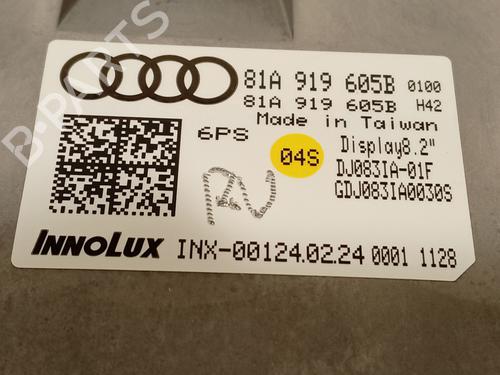 B-PARTS
81A 919 605B 0100
81A 919 605B H42
Made in Taiwan
6PS
04S
Display8.2"
DJ083IA-01F
GDJ083IA0030S
INNOLUX
INX-00124.02.24 0001 1128